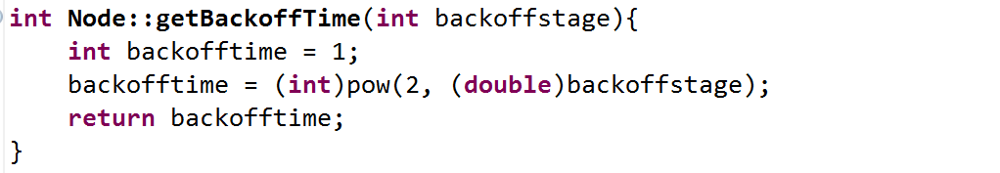 int Node::getBackoffTime(int backoffstage){
    int backofftime = 1;
    backofftime = (int)pow(2, (double)backoffstage);
    return backofftime;
}